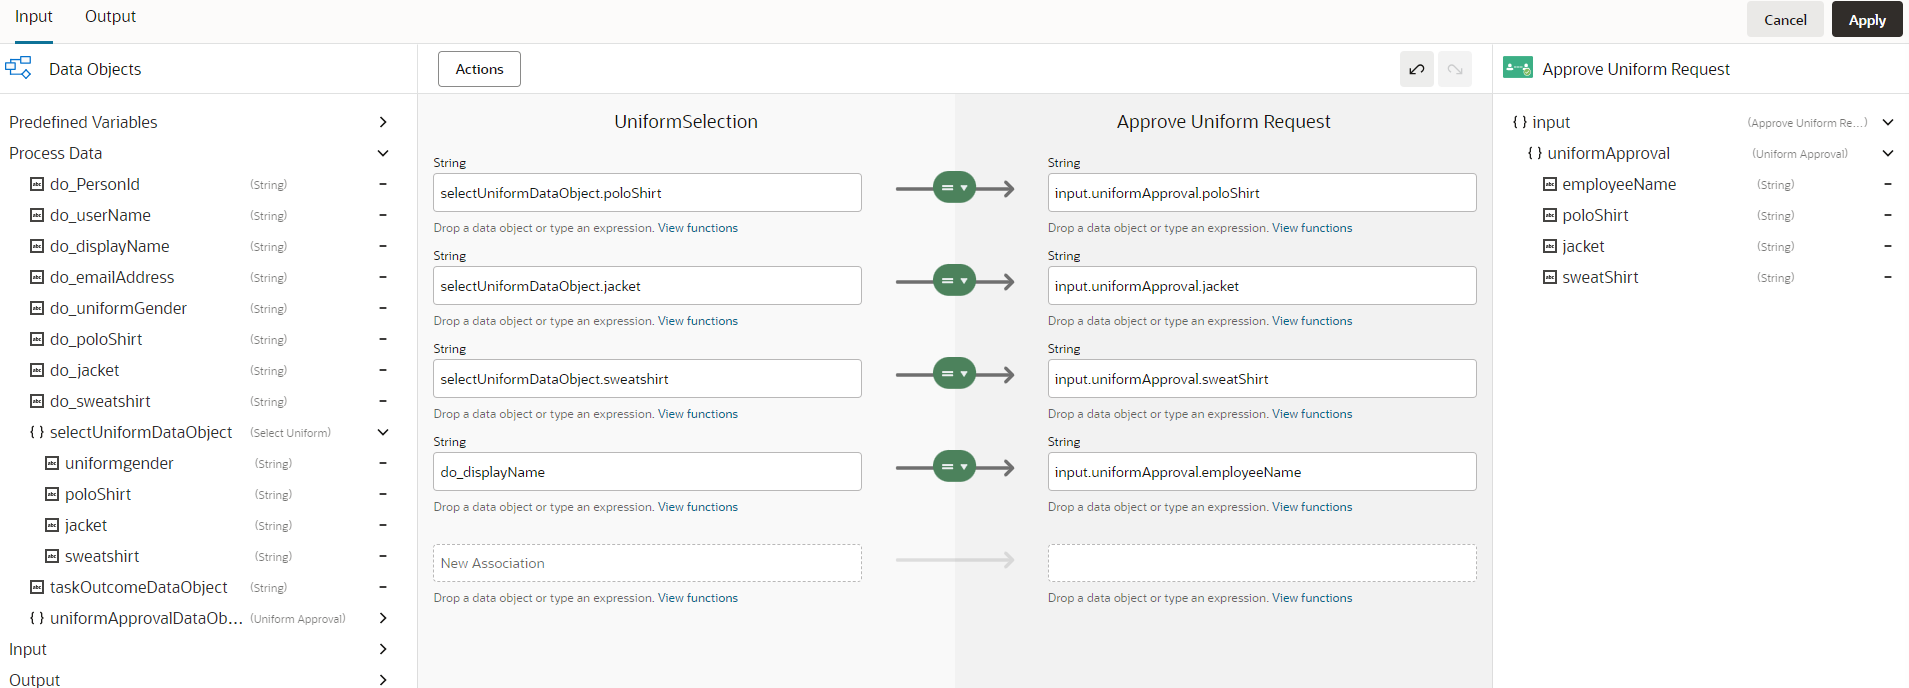 Input Output Cancel Apply
Data Objects
Actions
Approve Uniform Request
Predefined Variables
Process Data
do_PersonId (String)
do_userName (String)
do_displayName (String)
do_emailAddress (String)
do_uniformGender (String)
do_poloShirt (String)
do_jacket (String)
do_sweatshirt (String)
{ } selectUniformDataObject (Select Uniform)
uniformgender (String)
poloShirt (String)
jacket (String)
sweatshirt (String)
taskOutcomeDataObject (String)
{ } uniformApprovalDataOb... (Uniform Approval)
Input
Output
UniformSelection Approve Uniform Request
String String
selectUniformDataObject.poloShirt = input.uniformApproval.poloShirt
Drop a data object or type an expression. View functions Drop a data object or type an expression. View functions
String String
selectUniformDataObject.jacket = input.uniformApproval.jacket
Drop a data object or type an expression. View functions Drop a data object or type an expression. View functions
String String
selectUniformDataObject.sweatshirt = input.uniformApproval.sweatShirt
Drop a data object or type an expression. View functions Drop a data object or type an expression. View functions
String String
do_displayName = input.uniformApproval.employeeName
Drop a data object or type an expression. View functions Drop a data object or type an expression. View functions
New Association
Drop a data object or type an expression. View functions Drop a data object or type an expression. View functions
{ } input (Approve Uniform Re...)
{ } uniformApproval (Uniform Approval)
employeeName (String)
poloShirt (String)
jacket (String)
sweatShirt (String)